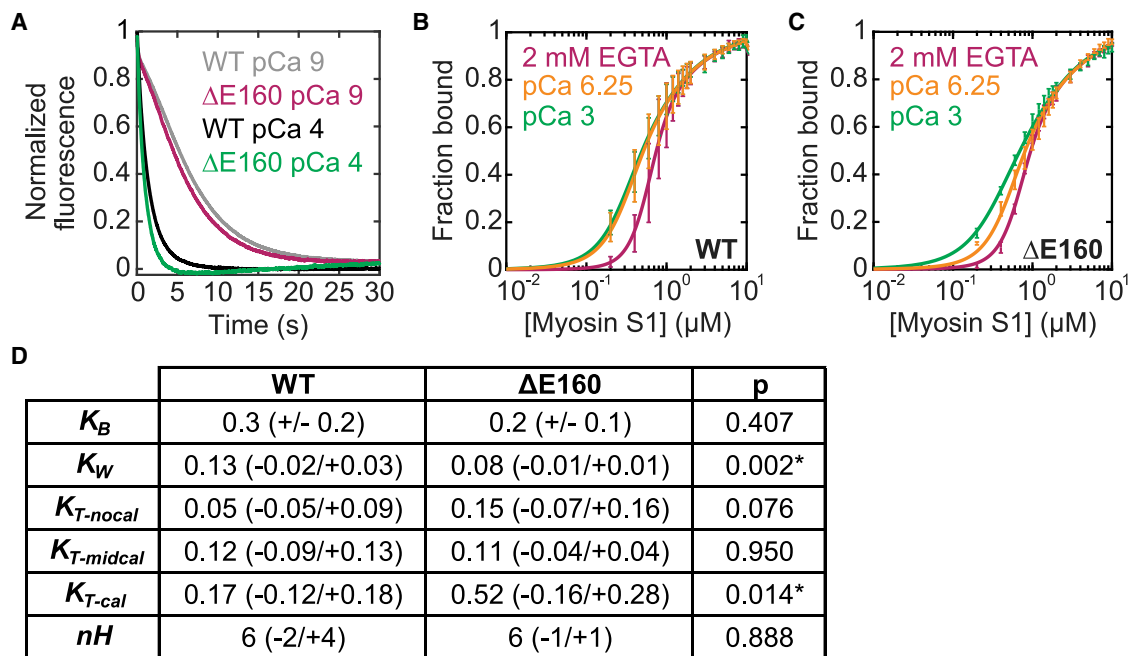 A
Normalized
fluorescence
1
0.8
0.6
0.4
0.2
0
0 5 10 15 20 25 30
Time (s)
WT pCa 9
ΔE160 pCa 9
WT pCa 4
ΔE160 pCa 4
B
Fraction bound
1
0.8
0.6
0.4
0.2
0
10⁻² 10⁻¹ 10⁰ 10¹
[Myosin S1] (µM)
2 mM EGTA
pCa 6.25
pCa 3
WT
C
Fraction bound
1
0.8
0.6
0.4
0.2
0
10⁻² 10⁻¹ 10⁰ 10¹
[Myosin S1] (µM)
2 mM EGTA
pCa 6.25
pCa 3
ΔE160
D
WT ΔE160 p
K_B 0.3 (+/- 0.2) 0.2 (+/- 0.1) 0.407
K_W 0.13 (-0.02/+0.03) 0.08 (-0.01/+0.01) 0.002*
K_T-nocal 0.05 (-0.05/+0.09) 0.15 (-0.07/+0.16) 0.076
K_T-midcal 0.12 (-0.09/+0.13) 0.11 (-0.04/+0.04) 0.950
K_T-cal 0.17 (-0.12/+0.18) 0.52 (-0.16/+0.28) 0.014*
nH 6 (-2/+4) 6 (-1/+1) 0.888